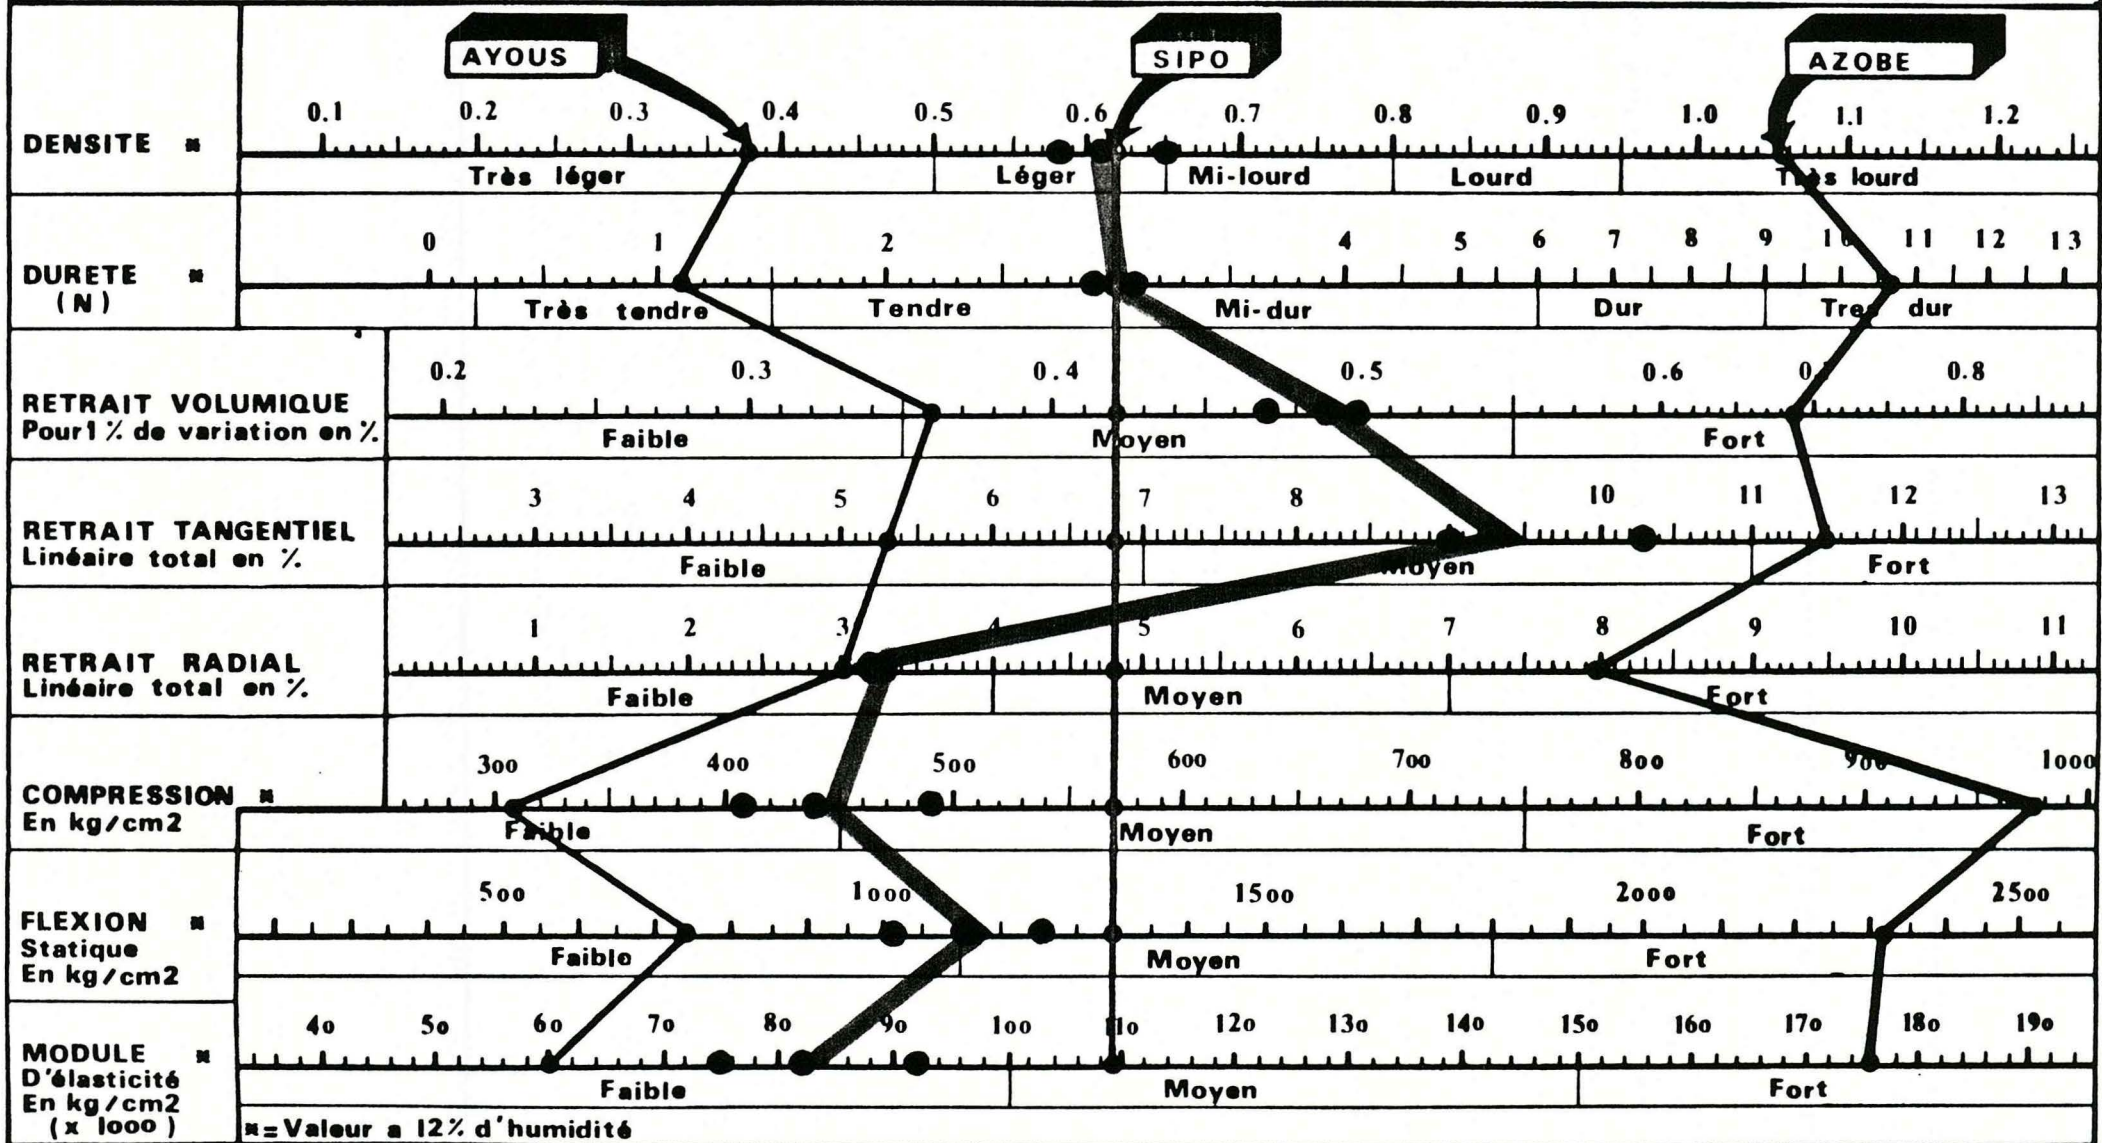 AYOUS SIPO AZOBE
0.1 0.2 0.3 0.4 0.5 0.6 0.7 0.8 0.9 1.0 1.1 1.2
DENSITE ¤
Très léger Léger Mi-lourd Lourd Très lourd
0 1 2 4 5 6 7 8 9 10 11 12 13
DURETE ¤
(N)
Très tendre Tendre Mi-dur Dur Tres dur
0.2 0.3 0.4 0.5 0.6 0.8
RETRAIT VOLUMIQUE
Pour 1 % de variation en %.
Faible Moyen Fort
3 4 5 6 7 8 10 11 12 13
RETRAIT TANGENTIEL
Linéaire total en %.
Faible Moyen Fort
1 2 3 4 5 6 7 8 9 10 11
RETRAIT RADIAL
Linéaire total en %.
Faible Moyen Fort
300 400 500 600 700 800 900 1000
COMPRESSION ¤
En kg/cm2
Faible Moyen Fort
500 1000 1500 2000 2500
FLEXION ¤
Statique
En kg/cm2
Faible Moyen Fort
40 50 60 70 80 90 100 110 120 130 140 150 160 170 180 190
MODULE ¤
D'élasticité
En kg/cm2
(x 1000)
Faible Moyen Fort
¤=Valeur a 12% d'humidité